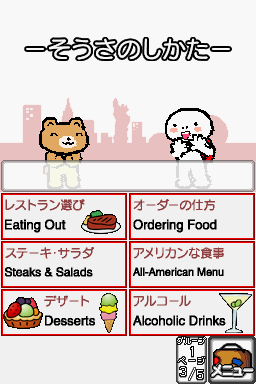 ーそうさのしかたー
レストラン選び
Eating Out
オーダーの仕方
Ordering Food
ステーキ・サラダ
Steaks & Salads
アメリカンな食事
All-American Menu
デザート
Desserts
アルコール
Alcoholic Drinks
グループ
1
ページ
3/5
メニュー